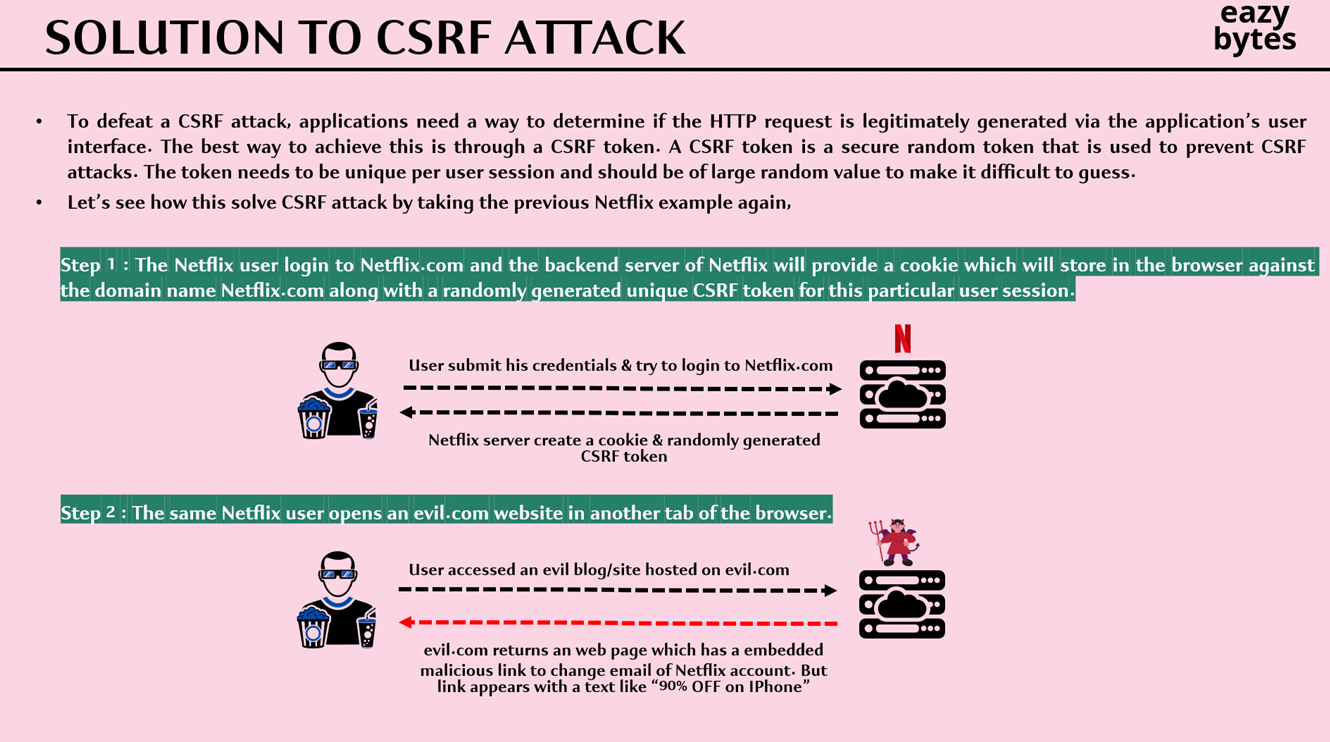 SOLUTION TO CSRF ATTACK
eazy
bytes
• To defeat a CSRF attack, applications need a way to determine if the HTTP request is legitimately generated via the application’s user
interface. The best way to achieve this is through a CSRF token. A CSRF token is a secure random token that is used to prevent CSRF
attacks. The token needs to be unique per user session and should be of large random value to make it difficult to guess.
• Let’s see how this solve CSRF attack by taking the previous Netflix example again,
Step 1 : The Netflix user login to Netflix.com and the backend server of Netflix will provide a cookie which will store in the browser against
the domain name Netflix.com along with a randomly generated unique CSRF token for this particular user session.
N
User submit his credentials & try to login to Netflix.com
Netflix server create a cookie & randomly generated
CSRF token
Step 2 : The same Netflix user opens an evil.com website in another tab of the browser.
User accessed an evil blog/site hosted on evil.com
evil.com returns an web page which has a embedded
malicious link to change email of Netflix account. But
link appears with a text like “90% OFF on IPhone”